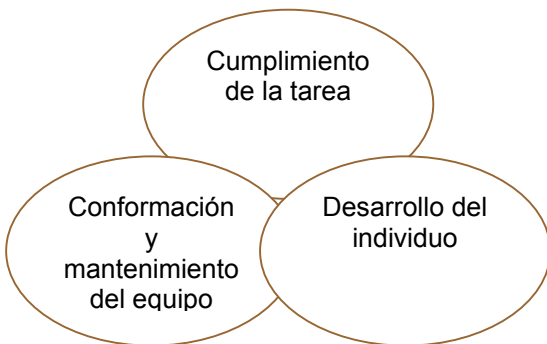 Cumplimiento
de la tarea
Conformación
y
mantenimiento
del equipo
Desarrollo del
individuo